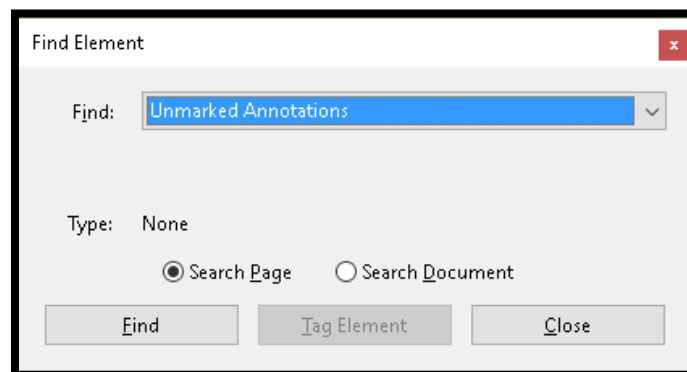 Find Element
x
Find: Unmarked Annotations
Type: None
Search Page Search Document
Find Tag Element Close